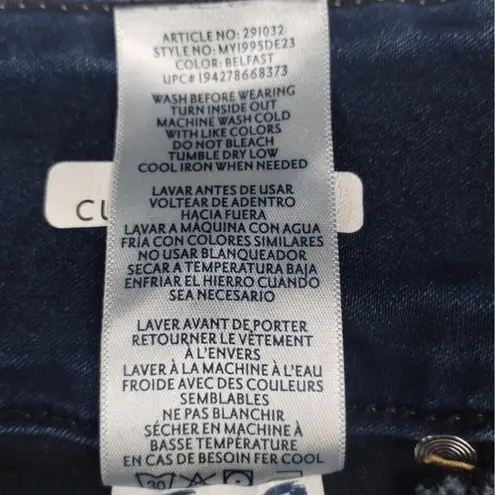 ARTICLE NO: 291032
STYLE NO: MY1995DE23
COLOR: BELFAST
UPC# 194278668373
WASH BEFORE WEARING
TURN INSIDE OUT
MACHINE WASH COLD
WITH LIKE COLORS
DO NOT BLEACH
TUMBLE DRY LOW
COOL IRON WHEN NEEDED
LAVAR ANTES DE USAR
VOLTEAR DE ADENTRO
HACIA FUERA
CU
LAVAR A MÁQUINA CON AGUA
FRÍA CON COLORES SIMILARES
NO USAR BLANQUEADOR
SECAR A TEMPERATURA BAJA
ENFRIAR EL HIERRO CUANDO
SEA NECESARIO
LAVER AVANT DE PORTER
RETOURNER LE VÊTEMENT
À L'ENVERS
LAVER À LA MACHINE À L'EAU
FROIDE AVEC DES COULEURS
SEMBLABLES
NE PAS BLANCHIR
SÉCHER EN MACHINE À
BASSE TEMPÉRATURE
EN CAS DE BESOIN FER COOL
30